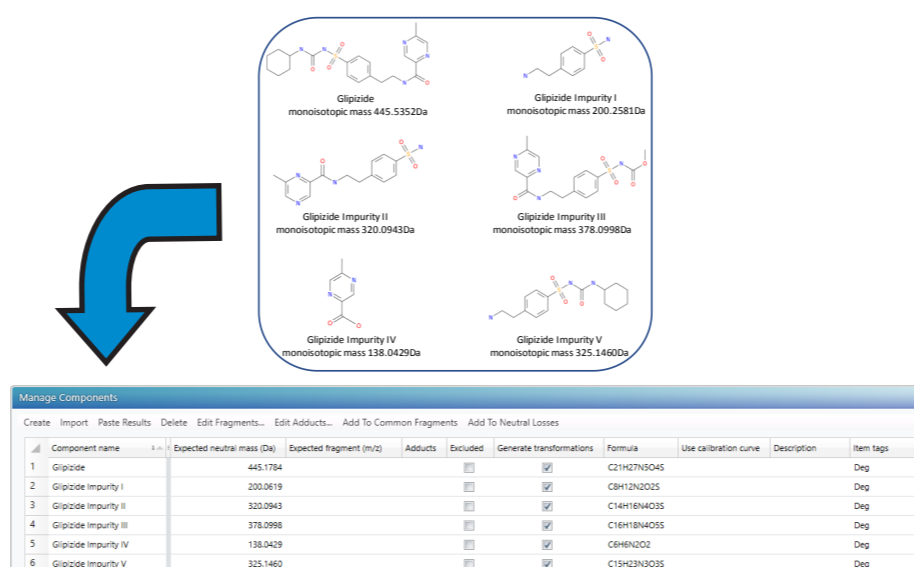 Glipizide
monoisotopic mass 445.5352Da
Glipizide Impurity I
monoisotopic mass 200.2581Da
Glipizide Impurity II
monoisotopic mass 320.0943Da
Glipizide Impurity III
monoisotopic mass 378.0998Da
Glipizide Impurity IV
monoisotopic mass 138.0429Da
Glipizide Impurity V
monoisotopic mass 325.1460Da
Manage Components
Create Import Paste Results Delete Edit Fragments... Edit Adducts... Add To Common Fragments Add To Neutral Losses
Component name Expected neutral mass (Da) Expected fragment (m/z) Adducts Excluded Generate transformations Formula Use calibration curve Description Item tags
1 Glipizide 445.1784 C21H27N5O4S Deg
2 Glipizide Impurity I 200.0619 C8H12N2O2S Deg
3 Glipizide Impurity II 320.0943 C14H16N4O3S Deg
4 Glipizide Impurity III 378.0998 C16H18N4O5S Deg
5 Glipizide Impurity IV 138.0429 C6H6N2O2 Deg
6 Glipizide Impurity V 325.1460 C15H23N3O3S Deg